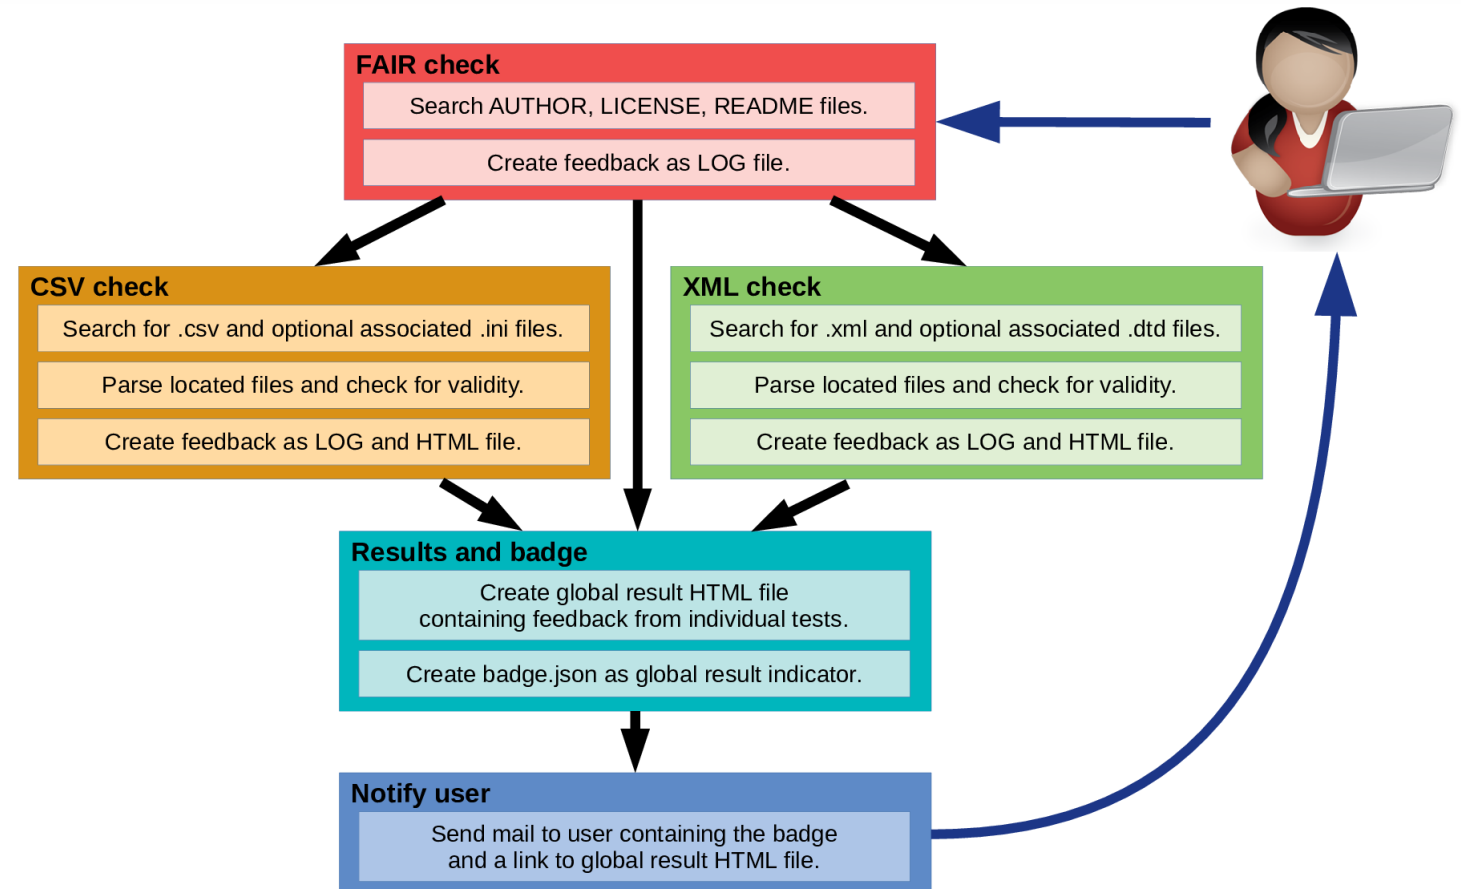 FAIR check
Search AUTHOR, LICENSE, README files.
Create feedback as LOG file.
CSV check
Search for .csv and optional associated .ini files.
Parse located files and check for validity.
Create feedback as LOG and HTML file.
XML check
Search for .xml and optional associated .dtd files.
Parse located files and check for validity.
Create feedback as LOG and HTML file.
Results and badge
Create global result HTML file
containing feedback from individual tests.
Create badge.json as global result indicator.
Notify user
Send mail to user containing the badge
and a link to global result HTML file.